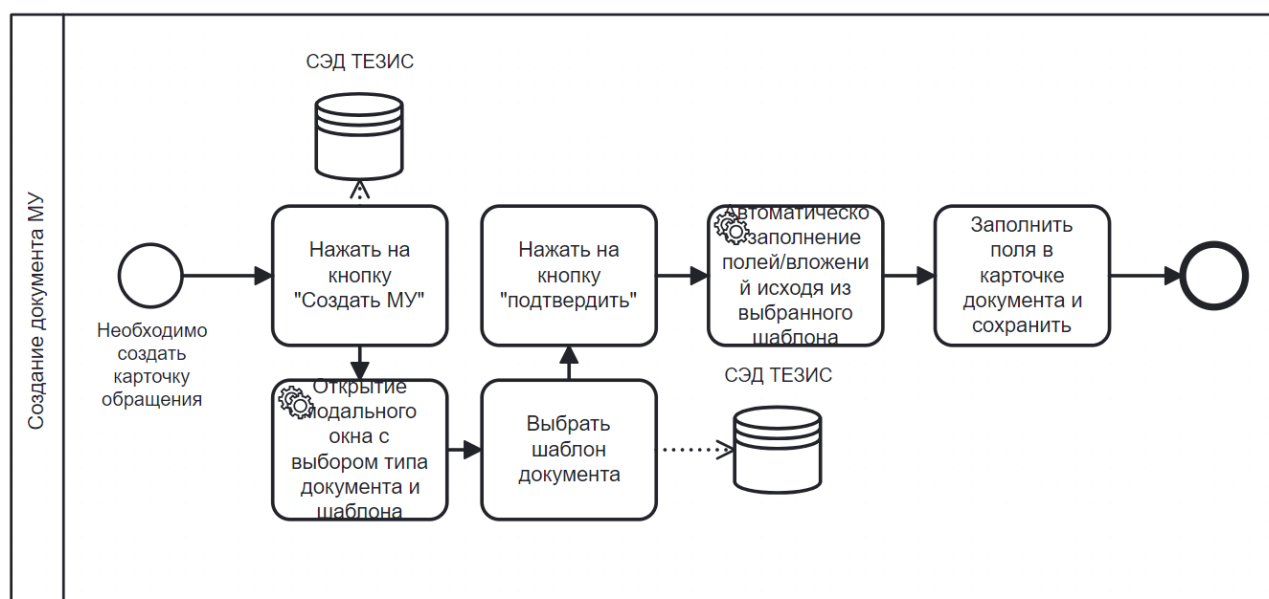 Создание документа МУ
СЭД ТЕЗИС
Необходимо
создать
карточку
обращения
Нажать на
кнопку
"Создать МУ"
Открытие
модального
окна с
выбором типа
документа и
шаблона
Выбрать
шаблон
документа
СЭД ТЕЗИС
Нажать на
кнопку
"подтвердить"
Автоматическо
заполнение
полей/вложени
й исходя из
выбранного
шаблона
Заполнить
поля в
карточке
документа и
сохранить